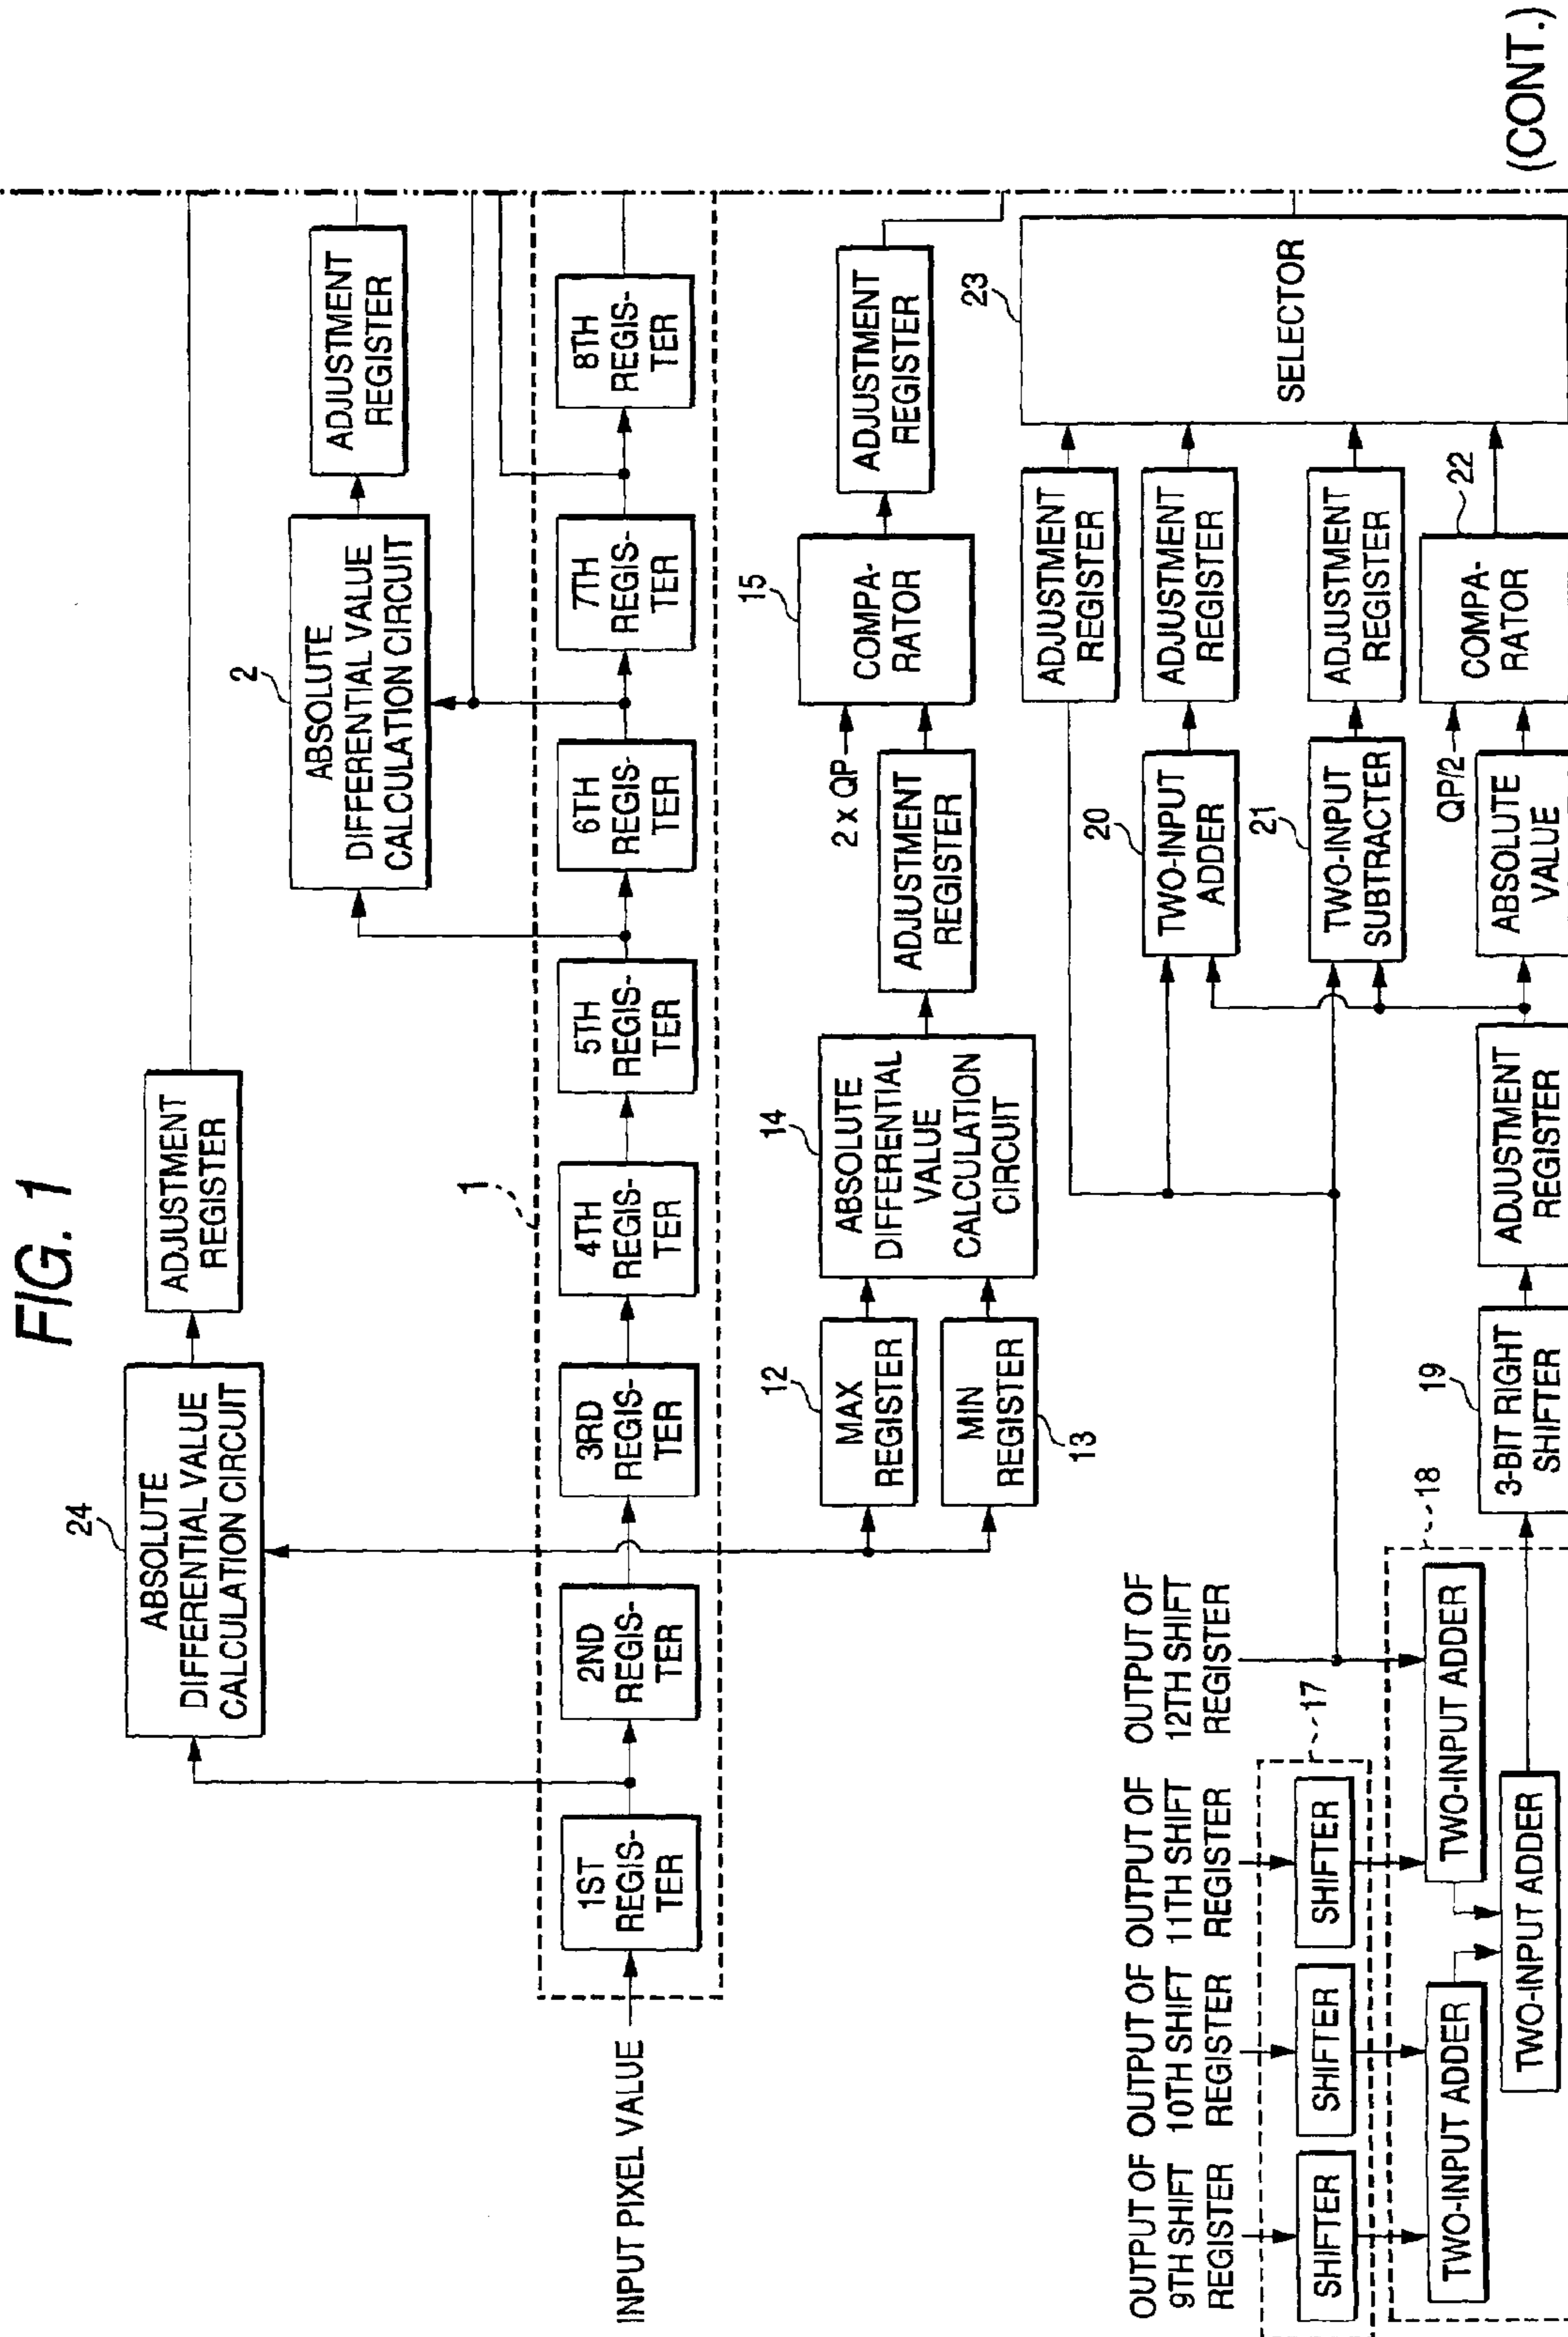 FIG. 1
24
ABSOLUTE
DIFFERENTIAL VALUE
CALCULATION CIRCUIT
ADJUSTMENT
REGISTER
2
ABSOLUTE
DIFFERENTIAL VALUE
CALCULATION CIRCUIT
ADJUSTMENT
REGISTER
1
INPUT PIXEL VALUE
1ST
REGIS-
TER
2ND
REGIS-
TER
3RD
REGIS-
TER
4TH
REGIS-
TER
5TH
REGIS-
TER
6TH
REGIS-
TER
7TH
REGIS-
TER
8TH
REGIS-
TER
12
MAX
REGISTER
MIN
REGISTER
13
14
ABSOLUTE
DIFFERENTIAL
VALUE
CALCULATION
CIRCUIT
ADJUSTMENT
REGISTER
2 x QP
15
COMPA-
RATOR
ADJUSTMENT
REGISTER
OUTPUT OF
9TH SHIFT
REGISTER
OUTPUT OF
10TH SHIFT
REGISTER
OUTPUT OF
11TH SHIFT
REGISTER
OUTPUT OF
12TH SHIFT
REGISTER
17
SHIFTER
SHIFTER
SHIFTER
18
TWO-INPUT ADDER
TWO-INPUT ADDER
TWO-INPUT ADDER
19
3-BIT RIGHT
SHIFTER
ADJUSTMENT
REGISTER
20
TWO-INPUT
ADDER
21
TWO-INPUT
SUBTRACTER
QP/2
ABSOLUTE
VALUE
ADJUSTMENT
REGISTER
ADJUSTMENT
REGISTER
ADJUSTMENT
REGISTER
22
COMPA-
RATOR
23
SELECTOR
(CONT.)